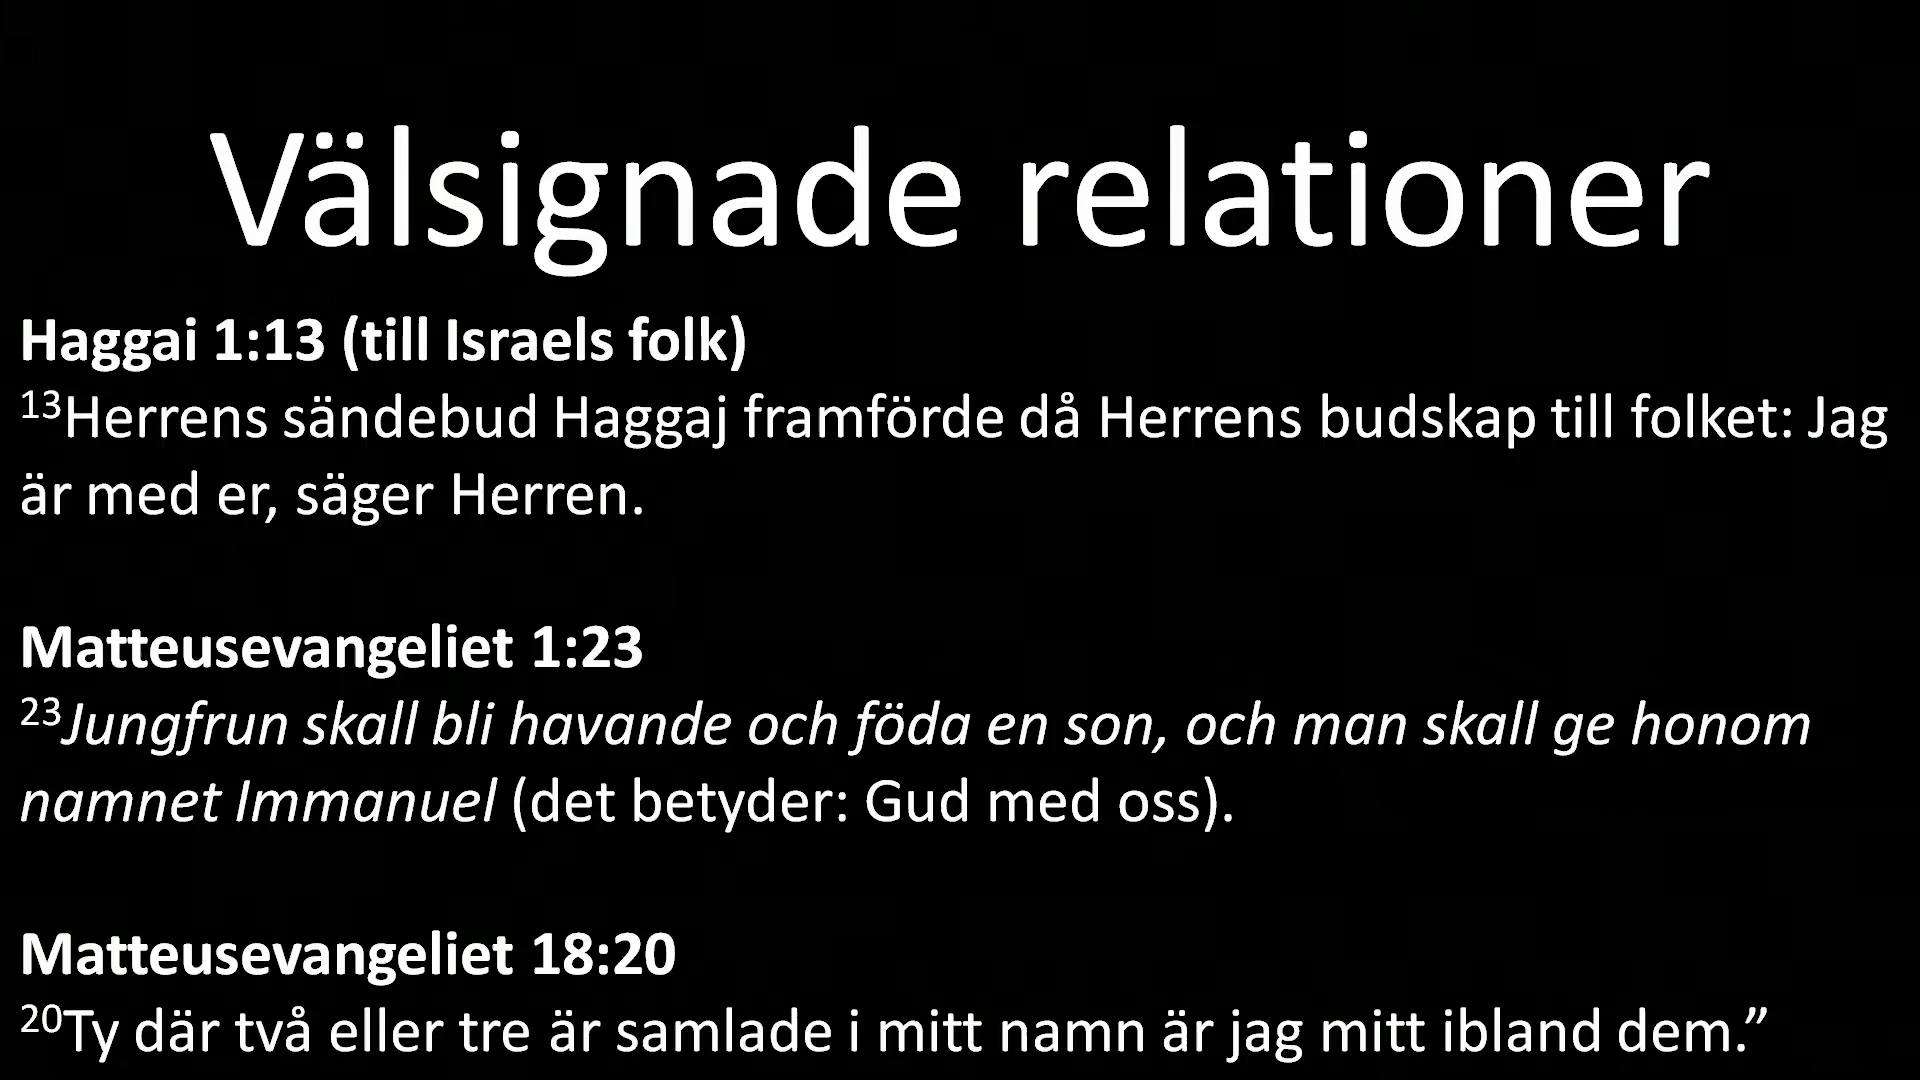 Välsignade relationer
Haggai 1:13 (till Israels folk)
¹³Herrens sändebud Haggaj framförde då Herrens budskap till folket: Jag
är med er, säger Herren.
Matteusevangeliet 1:23
²³Jungfrun skall bli havande och föda en son, och man skall ge honom
namnet Immanuel (det betyder: Gud med oss).
Matteusevangeliet 18:20
²⁰Ty där två eller tre är samlade i mitt namn är jag mitt ibland dem.”